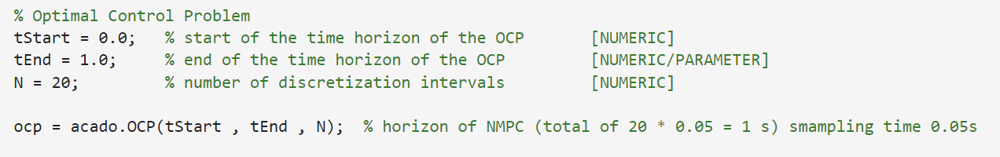 % Optimal Control Problem
tStart = 0.0;   % start of the time horizon of the OCP       [NUMERIC]
tEnd = 1.0;     % end of the time horizon of the OCP         [NUMERIC/PARAMETER]
N = 20;         % number of discretization intervals         [NUMERIC]
ocp = acado.OCP(tStart , tEnd , N);  % horizon of NMPC (total of 20 * 0.05 = 1 s) smampling time 0.05s